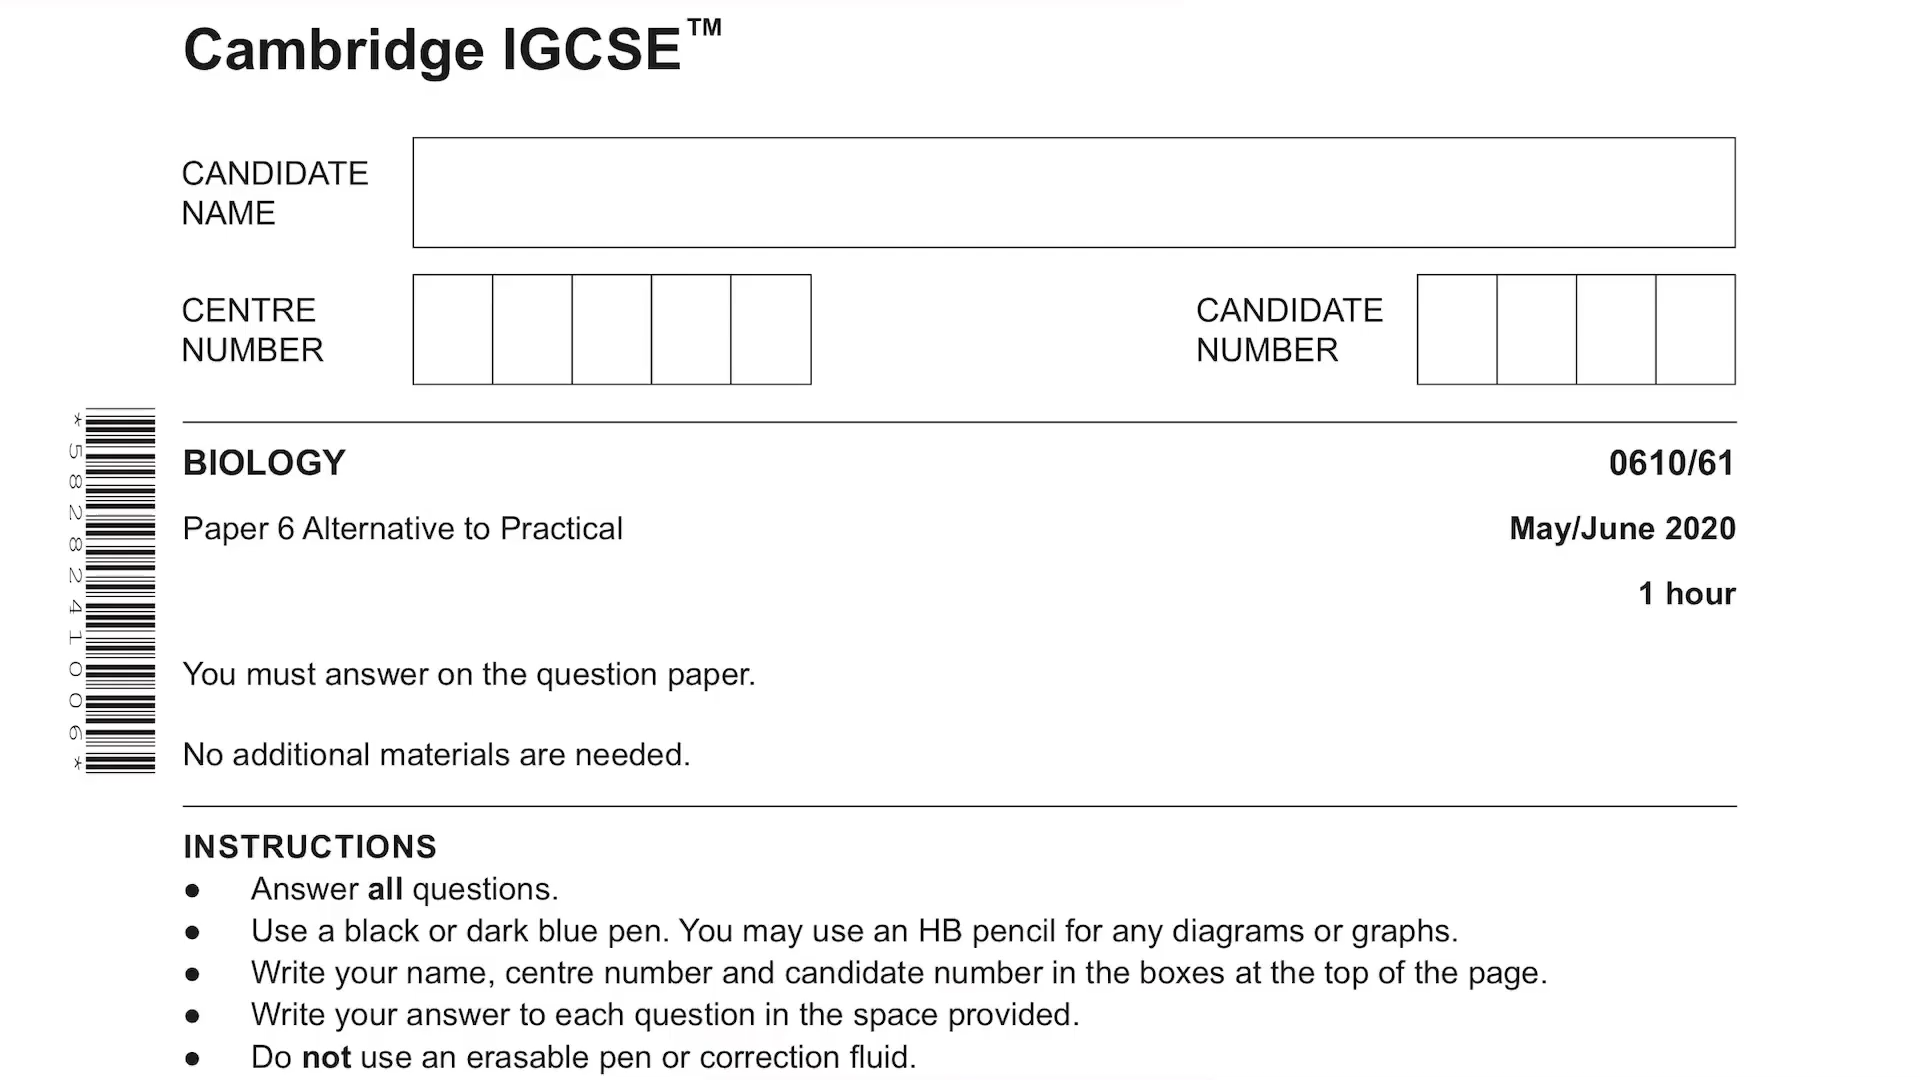 Cambridge IGCSE™
CANDIDATE
NAME
CENTRE
NUMBER
CANDIDATE
NUMBER
*5828241006*
BIOLOGY 0610/61
Paper 6 Alternative to Practical May/June 2020
1 hour
You must answer on the question paper.
No additional materials are needed.
INSTRUCTIONS
● Answer all questions.
● Use a black or dark blue pen. You may use an HB pencil for any diagrams or graphs.
● Write your name, centre number and candidate number in the boxes at the top of the page.
● Write your answer to each question in the space provided.
● Do not use an erasable pen or correction fluid.